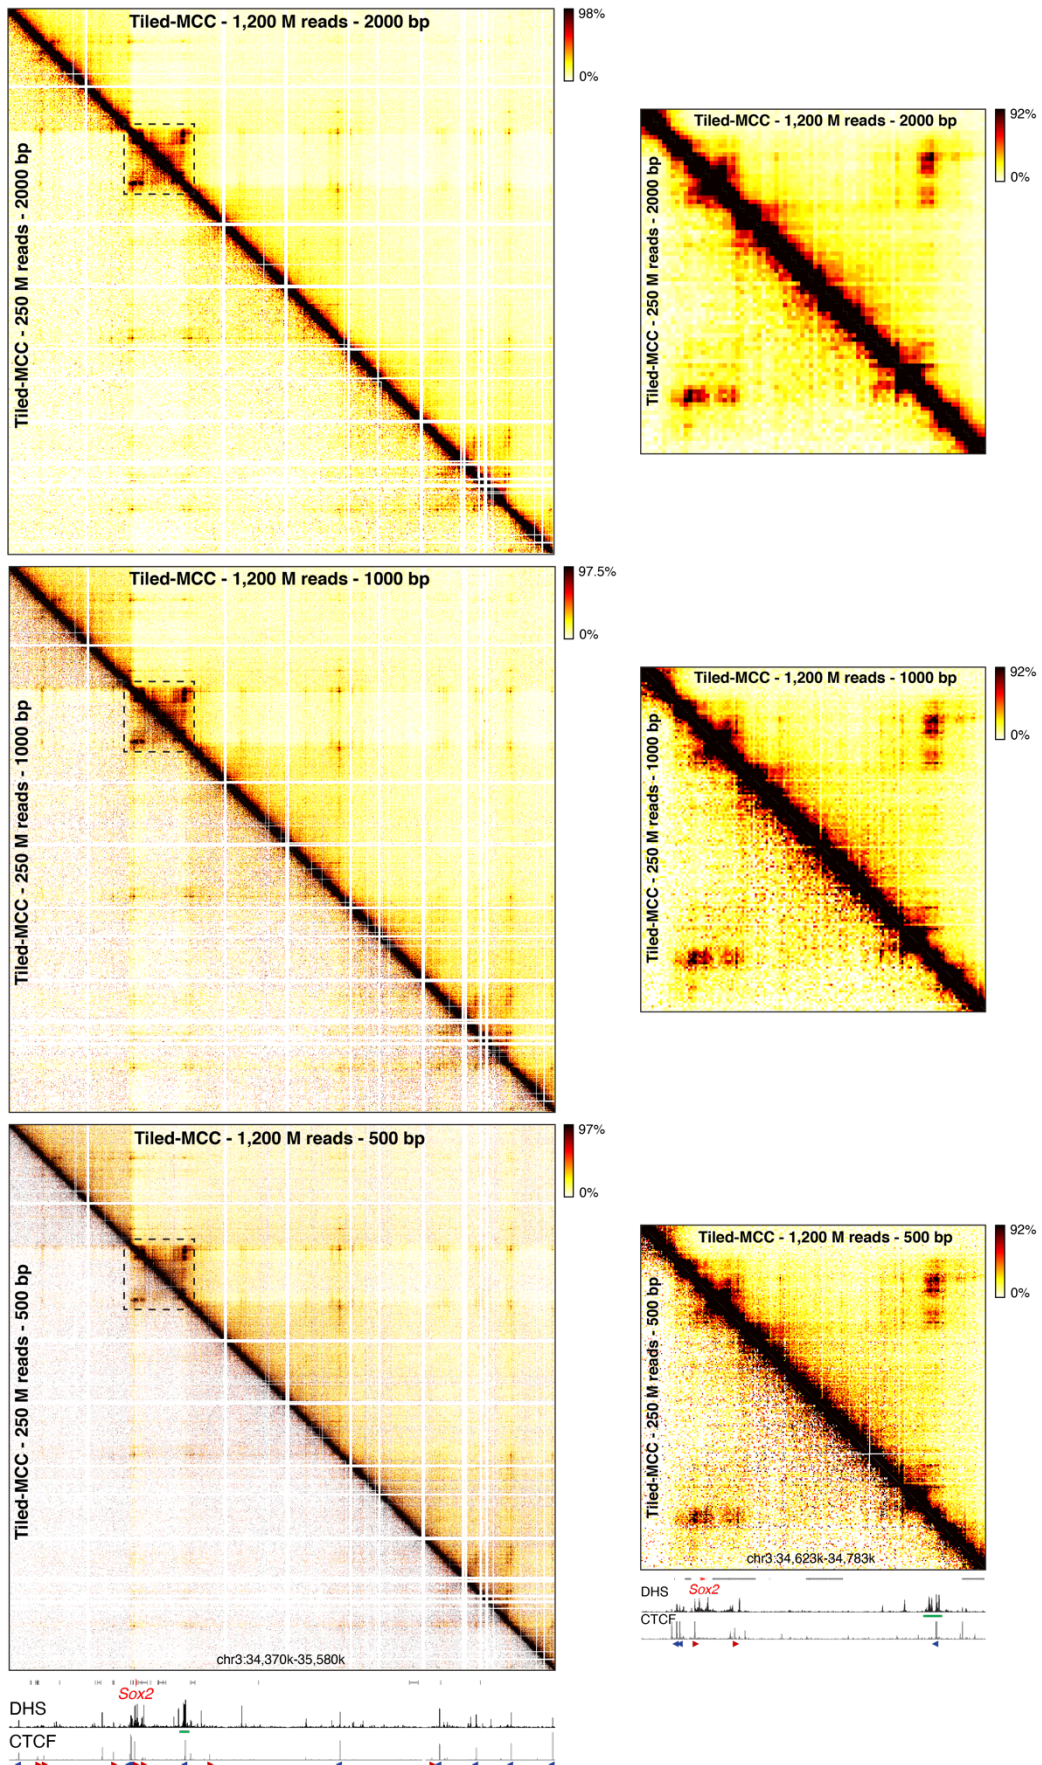 Tiled-MCC - 1,200 M reads - 2000 bp
98%
0%
Tiled-MCC - 250 M reads - 2000 bp
Tiled-MCC - 1,200 M reads - 2000 bp
92%
0%
Tiled-MCC - 250 M reads - 2000 bp
Tiled-MCC - 1,200 M reads - 1000 bp
97.5%
0%
Tiled-MCC - 250 M reads - 1000 bp
Tiled-MCC - 1,200 M reads - 1000 bp
92%
0%
Tiled-MCC - 250 M reads - 1000 bp
Tiled-MCC - 1,200 M reads - 500 bp
97%
0%
Tiled-MCC - 250 M reads - 500 bp
chr3:34,370k-35,580k
Sox2
DHS
CTCF
Tiled-MCC - 1,200 M reads - 500 bp
92%
0%
Tiled-MCC - 250 M reads - 500 bp
chr3:34,623k-34,783k
Sox2
DHS
CTCF